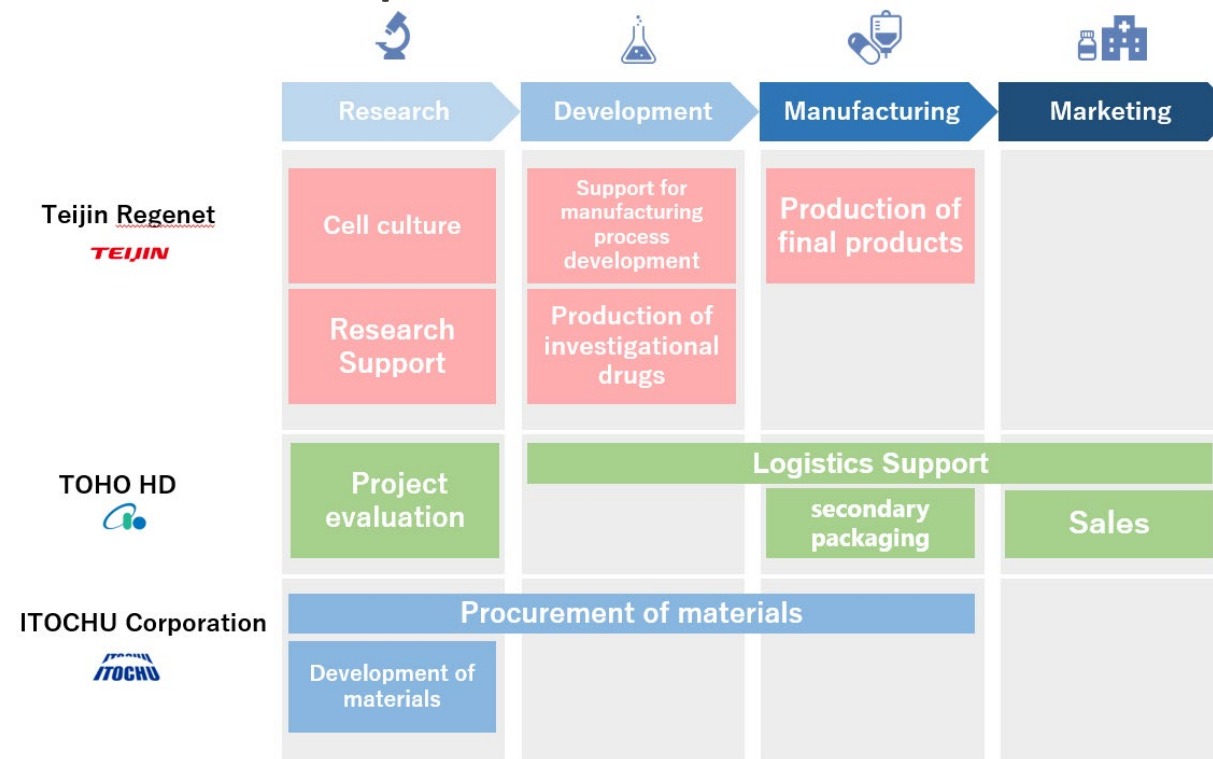 Research
Development
Manufacturing
Marketing
Teijin Regenet
TEIJIN
Cell culture
Support for
manufacturing
process
development
Production of
final products
Research
Support
Production of
investigational
drugs
TOHO HD
Project
evaluation
Logistics Support
secondary
packaging
Sales
ITOCHU Corporation
ITOCHU
Procurement of materials
Development of
materials